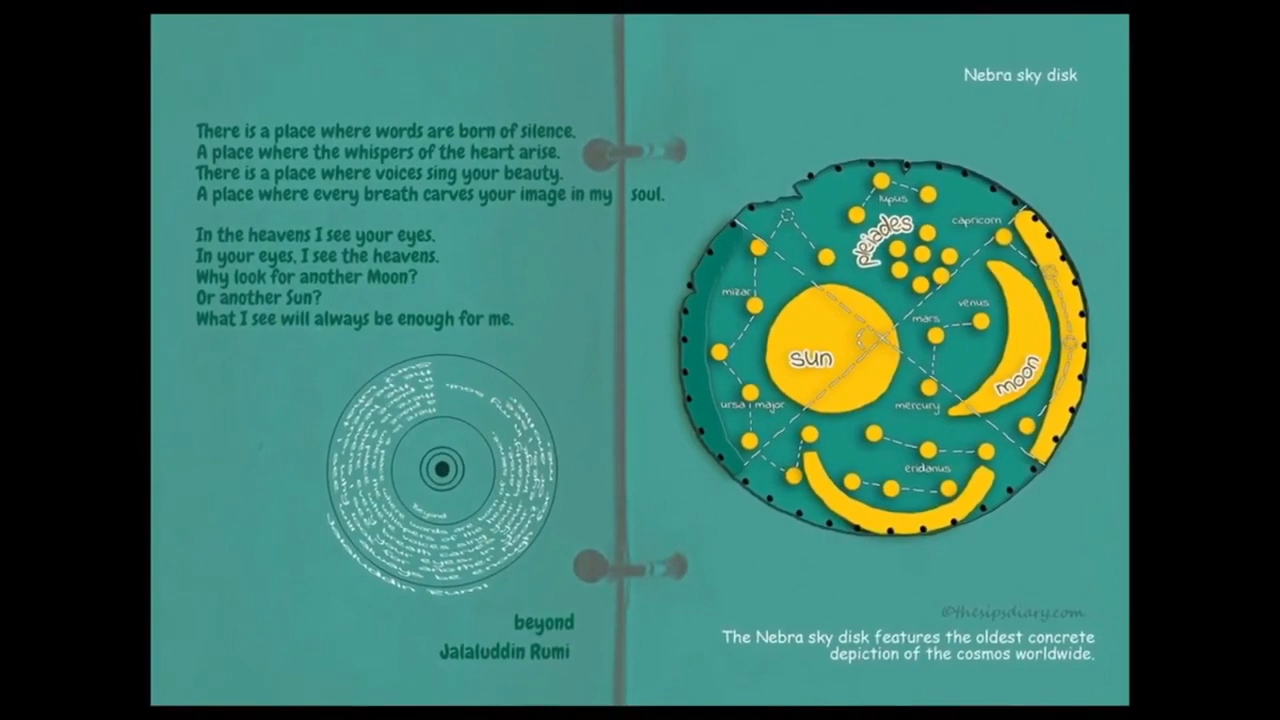 There is a place where words are born of silence.
A place where the whispers of the heart arise.
There is a place where voices sing your beauty.
A place where every breath carves your image in my soul.
In the heavens I see your eyes.
In your eyes, I see the heavens.
Why look for another Moon?
Or another Sun?
What I see will always be enough for me.
Beyond
Jalaluddin Rumi
beyond
Jalaluddin Rumi
Nebra sky disk
lupus
pleiades
capricorn
mizar
venus
mars
sun
moon
ursa major
mercury
eridanus
©thesipsdiary.com
The Nebra sky disk features the oldest concrete
depiction of the cosmos worldwide.